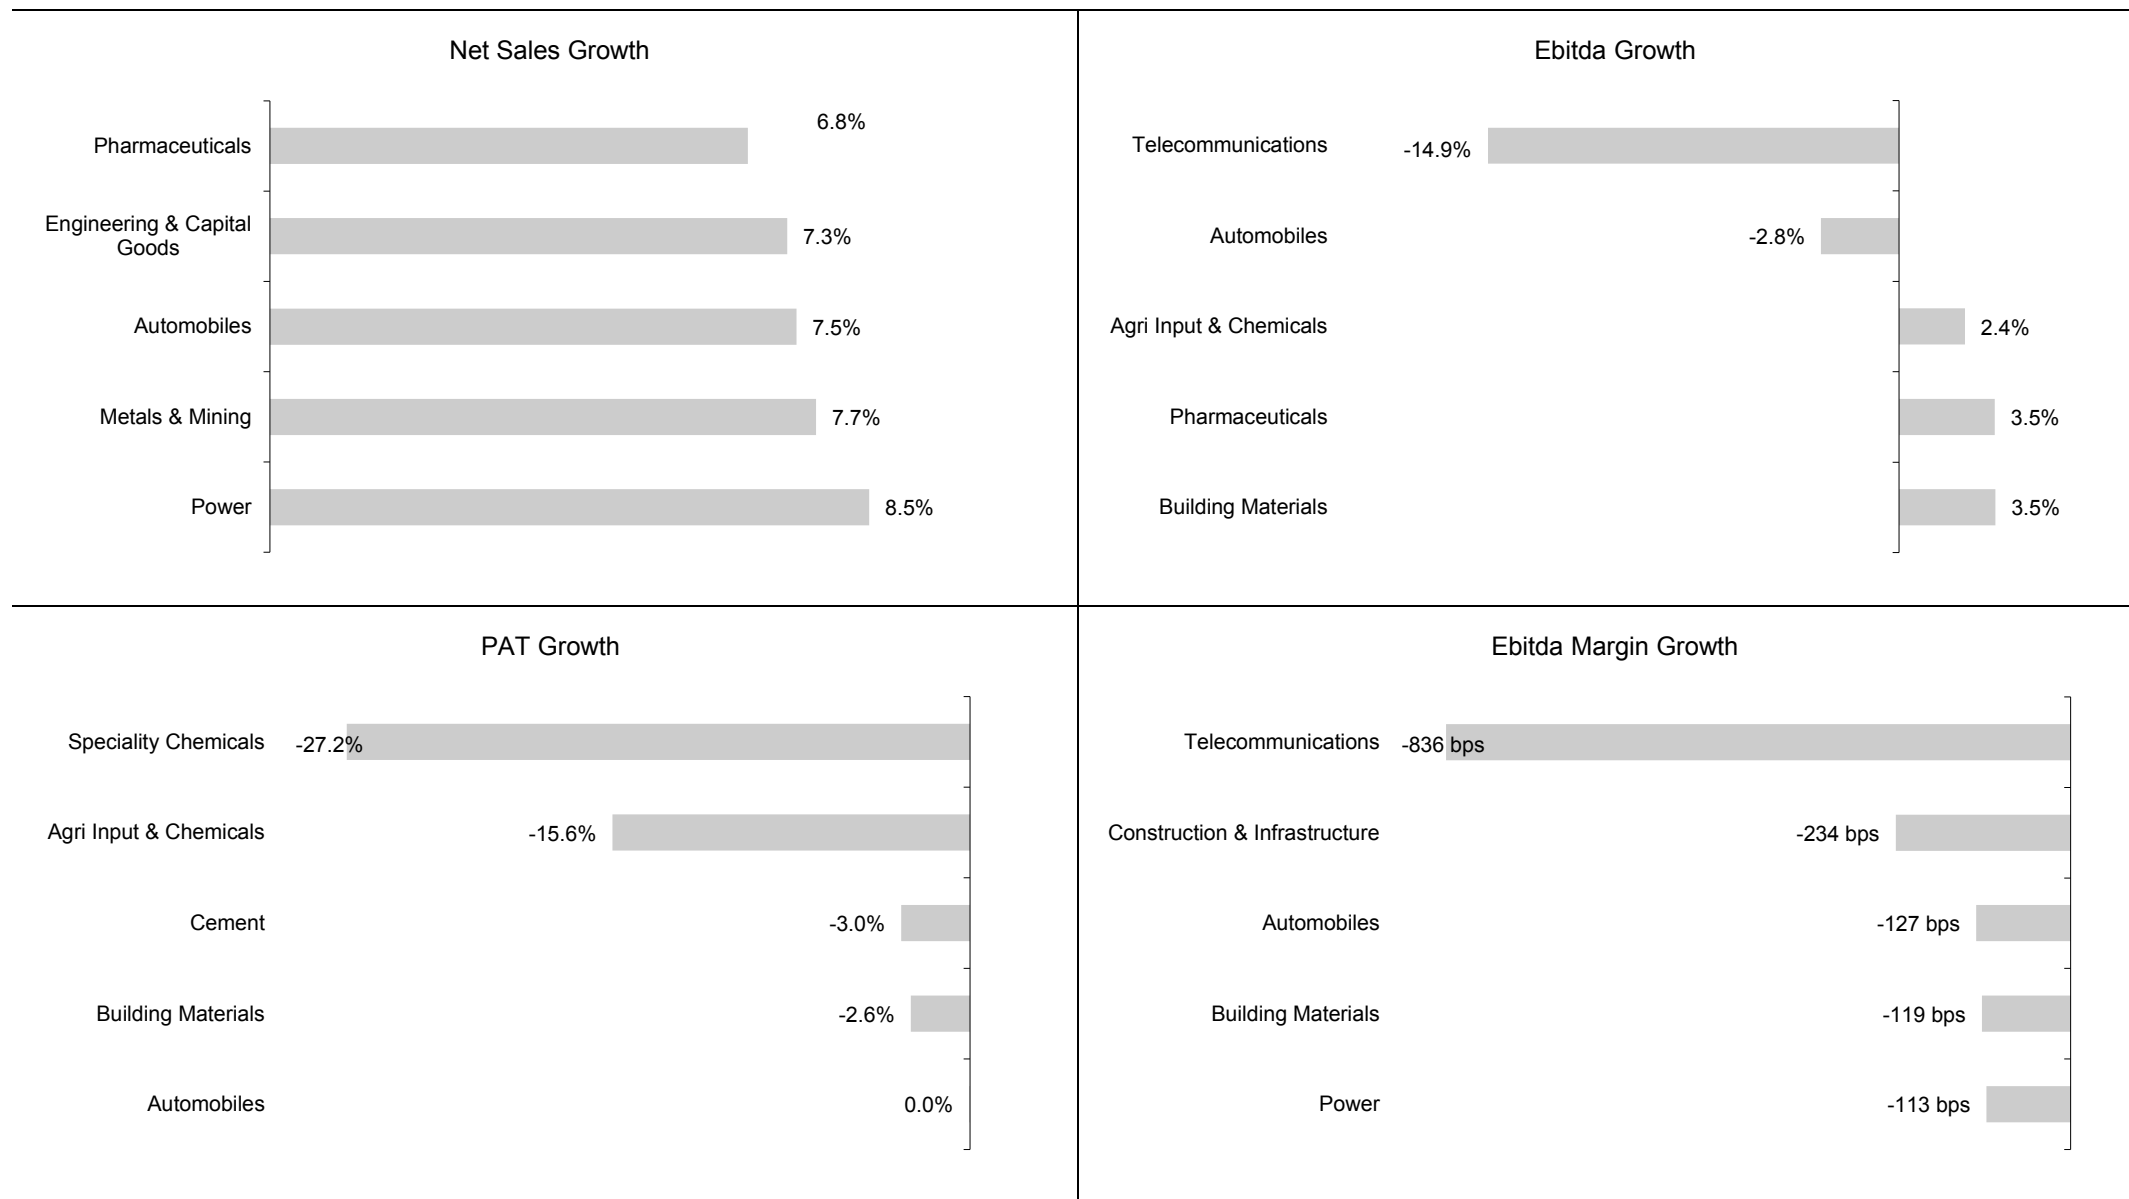 Net Sales Growth
Pharmaceuticals
6.8%
Engineering & Capital
Goods
7.3%
Automobiles
7.5%
Metals & Mining
7.7%
Power
8.5%
Ebitda Growth
Telecommunications
-14.9%
Automobiles
-2.8%
Agri Input & Chemicals
2.4%
Pharmaceuticals
3.5%
Building Materials
3.5%
PAT Growth
Speciality Chemicals
-27.2%
Agri Input & Chemicals
-15.6%
Cement
-3.0%
Building Materials
-2.6%
Automobiles
0.0%
Ebitda Margin Growth
Telecommunications
-836 bps
Construction & Infrastructure
-234 bps
Automobiles
-127 bps
Building Materials
-119 bps
Power
-113 bps